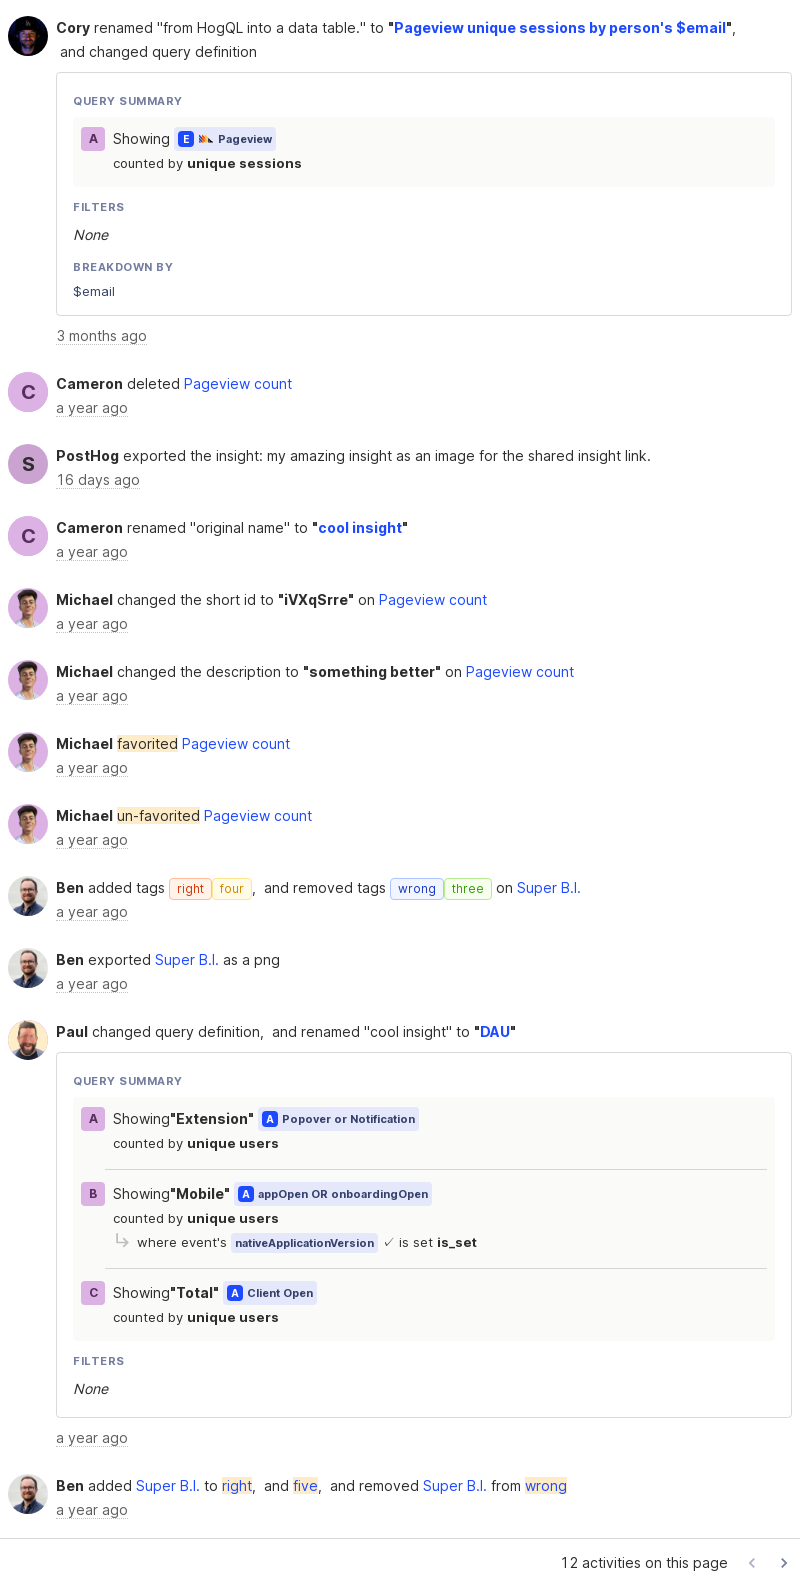 Cory renamed "from HogQL into a data table." to "Pageview unique sessions by person's $email",
and changed query definition
QUERY SUMMARY
A Showing E Pageview
counted by unique sessions
FILTERS
None
BREAKDOWN BY
$email
3 months ago
C Cameron deleted Pageview count
a year ago
S PostHog exported the insight: my amazing insight as an image for the shared insight link.
16 days ago
C Cameron renamed "original name" to "cool insight"
a year ago
Michael changed the short id to "iVXqSrre" on Pageview count
a year ago
Michael changed the description to "something better" on Pageview count
a year ago
Michael favorited Pageview count
a year ago
Michael un-favorited Pageview count
a year ago
Ben added tags right four, and removed tags wrong three on Super B.I.
a year ago
Ben exported Super B.I. as a png
a year ago
Paul changed query definition, and renamed "cool insight" to "DAU"
QUERY SUMMARY
A Showing"Extension" A Popover or Notification
counted by unique users
B Showing"Mobile" A appOpen OR onboardingOpen
counted by unique users
where event's nativeApplicationVersion ✓ is set is_set
C Showing"Total" A Client Open
counted by unique users
FILTERS
None
a year ago
Ben added Super B.I. to right, and five, and removed Super B.I. from wrong
a year ago
12 activities on this page